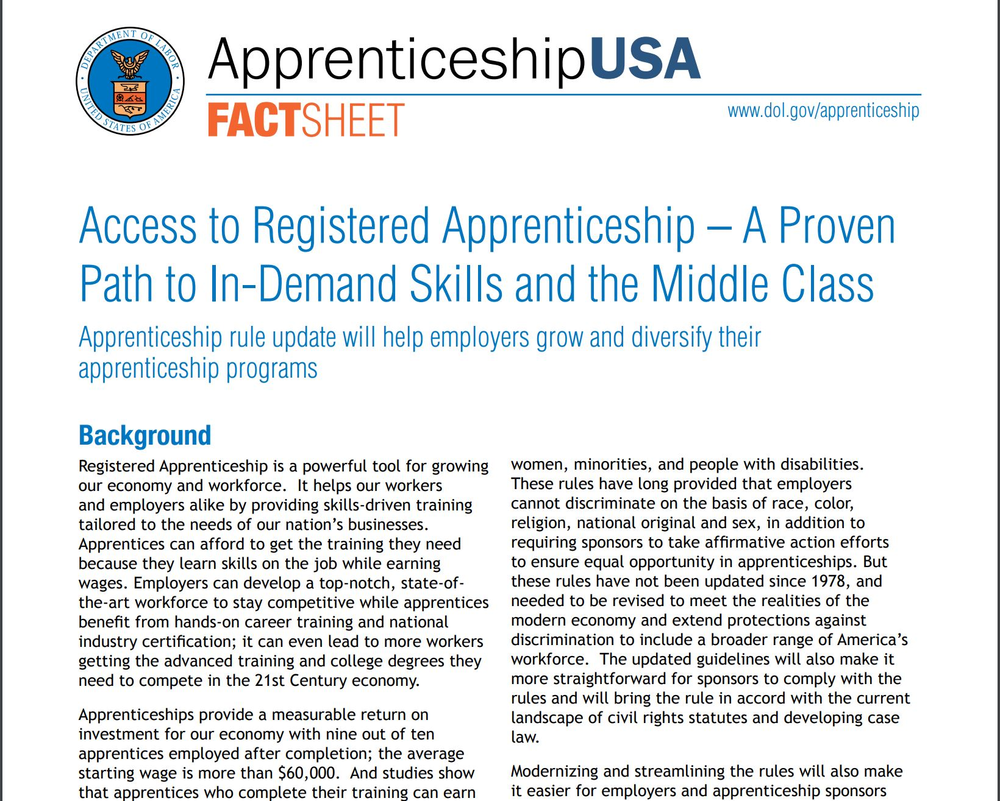 DEPARTMENT OF LABOR
UNITED STATES OF AMERICA
ApprenticeshipUSA
FACTSHEET
www.dol.gov/apprenticeship
Access to Registered Apprenticeship – A Proven
Path to In-Demand Skills and the Middle Class
Apprenticeship rule update will help employers grow and diversify their
apprenticeship programs
Background
Registered Apprenticeship is a powerful tool for growing
our economy and workforce.  It helps our workers
and employers alike by providing skills-driven training
tailored to the needs of our nation’s businesses.
Apprentices can afford to get the training they need
because they learn skills on the job while earning
wages. Employers can develop a top-notch, state-of-
the-art workforce to stay competitive while apprentices
benefit from hands-on career training and national
industry certification; it can even lead to more workers
getting the advanced training and college degrees they
need to compete in the 21st Century economy.
Apprenticeships provide a measurable return on
investment for our economy with nine out of ten
apprentices employed after completion; the average
starting wage is more than $60,000.  And studies show
that apprentices who complete their training can earn
women, minorities, and people with disabilities.
These rules have long provided that employers
cannot discriminate on the basis of race, color,
religion, national original and sex, in addition to
requiring sponsors to take affirmative action efforts
to ensure equal opportunity in apprenticeships. But
these rules have not been updated since 1978, and
needed to be revised to meet the realities of the
modern economy and extend protections against
discrimination to include a broader range of America’s
workforce.  The updated guidelines will also make it
more straightforward for sponsors to comply with the
rules and will bring the rule in accord with the current
landscape of civil rights statutes and developing case
law.
Modernizing and streamlining the rules will also make
it easier for employers and apprenticeship sponsors